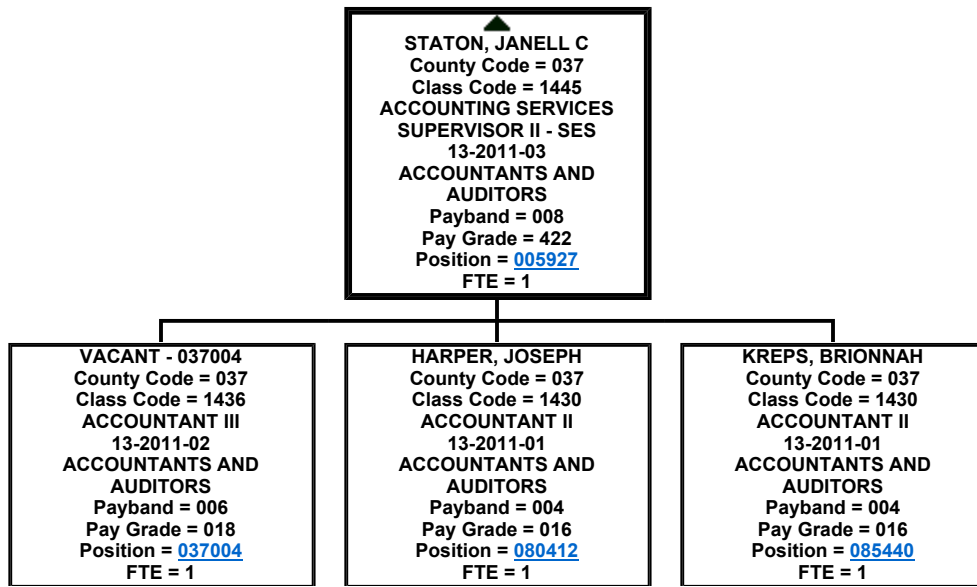 STATON, JANELL C
County Code = 037
Class Code = 1445
ACCOUNTING SERVICES
SUPERVISOR II - SES
13-2011-03
ACCOUNTANTS AND
AUDITORS
Payband = 008
Pay Grade = 422
Position = 005927
FTE = 1
VACANT - 037004
County Code = 037
Class Code = 1436
ACCOUNTANT III
13-2011-02
ACCOUNTANTS AND
AUDITORS
Payband = 006
Pay Grade = 018
Position = 037004
FTE = 1
HARPER, JOSEPH
County Code = 037
Class Code = 1430
ACCOUNTANT II
13-2011-01
ACCOUNTANTS AND
AUDITORS
Payband = 004
Pay Grade = 016
Position = 080412
FTE = 1
KREPS, BRIONNAH
County Code = 037
Class Code = 1430
ACCOUNTANT II
13-2011-01
ACCOUNTANTS AND
AUDITORS
Payband = 004
Pay Grade = 016
Position = 085440
FTE = 1